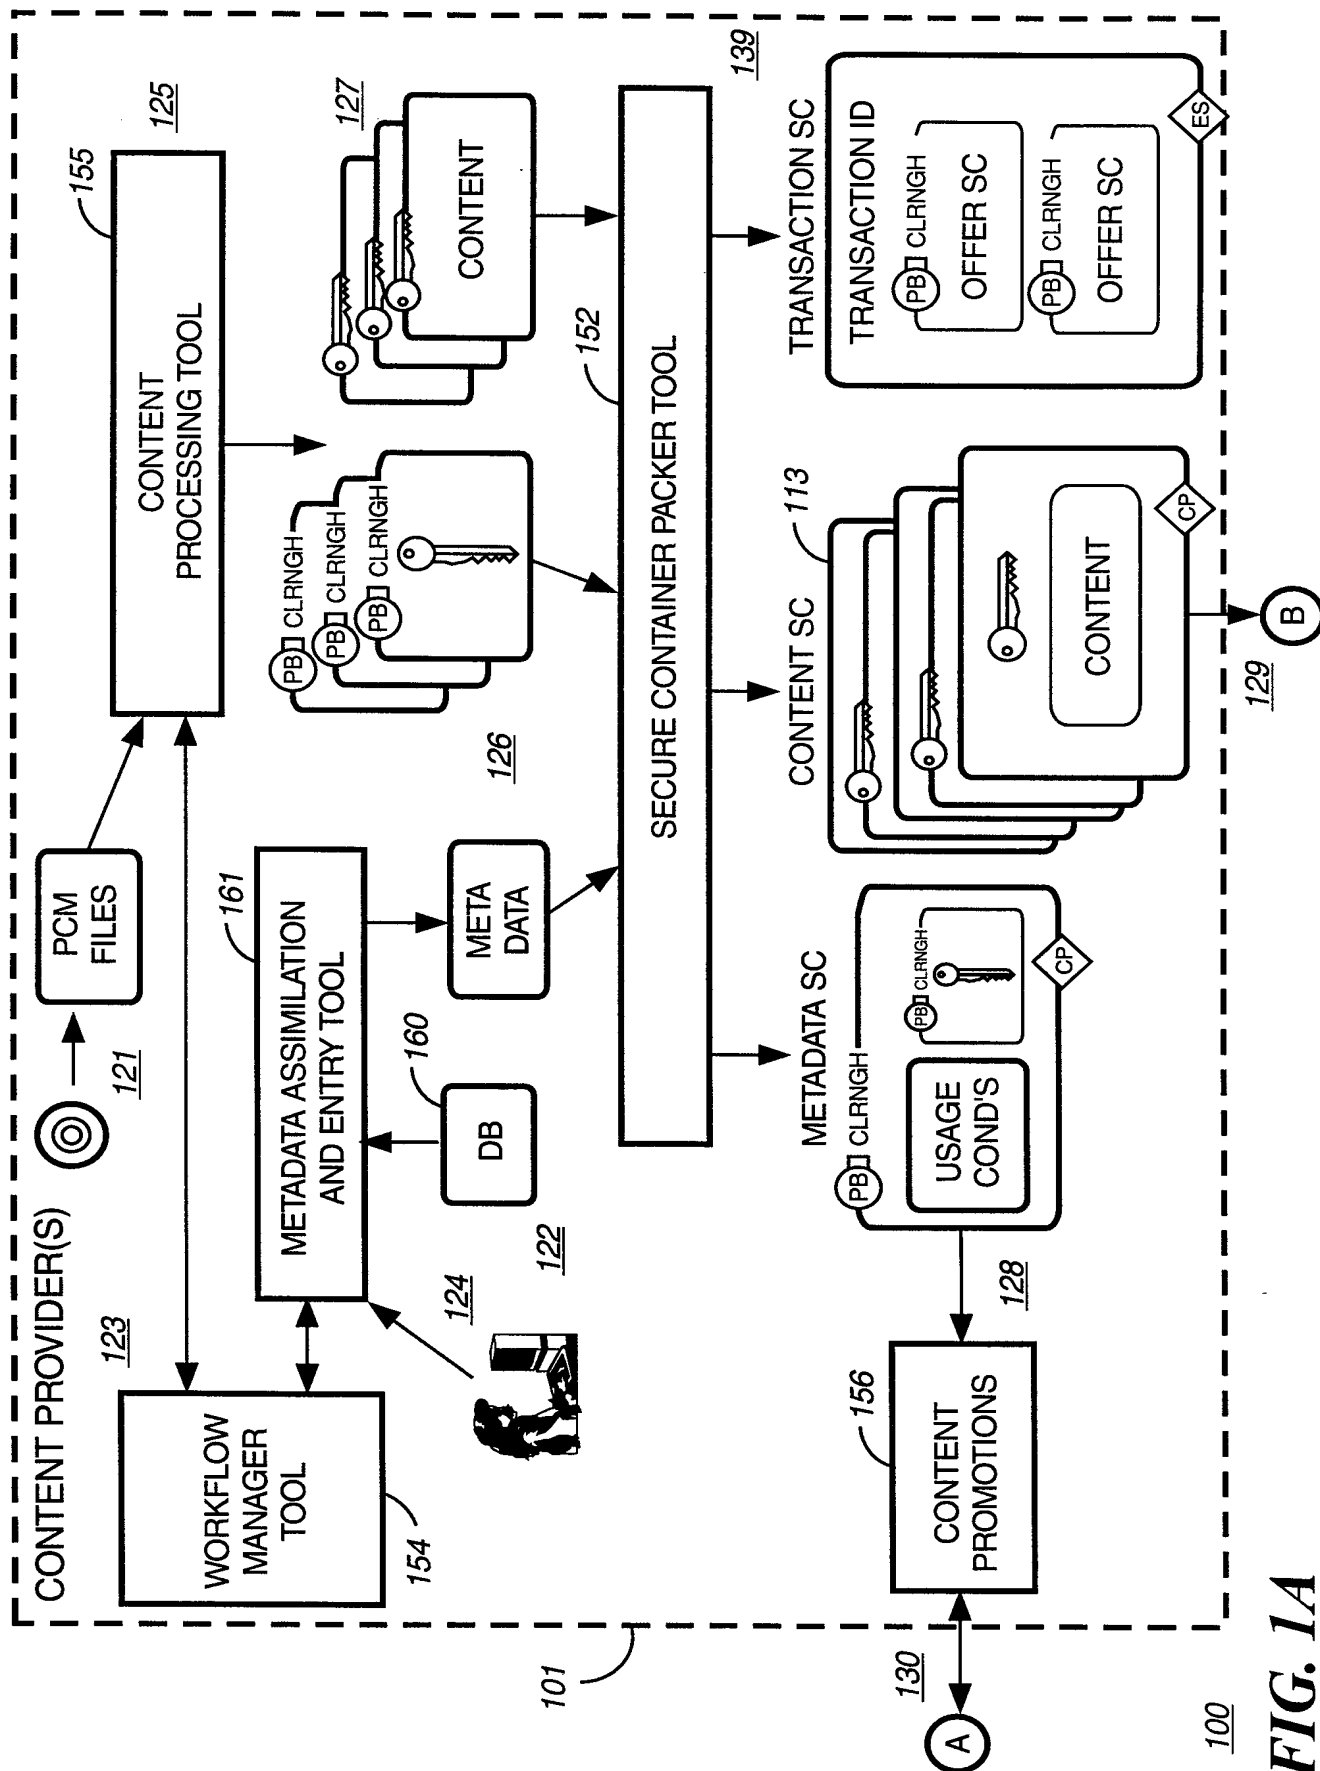 CONTENT PROVIDER(S)
123
WORKFLOW
MANAGER
TOOL
154
121
PCM
FILES
155
125
CONTENT
PROCESSING TOOL
161
METADATA ASSIMILATION
AND ENTRY TOOL
160
DB
122
124
META
DATA
126
PB CLRNGH
PB CLRNGH
PB CLRNGH
127
CONTENT
152
SECURE CONTAINER PACKER TOOL
139
METADATA SC
PB CLRNGH
USAGE
COND'S
PB CLRNGH
CP
128
156
CONTENT
PROMOTIONS
CONTENT SC
113
CONTENT
CP
129
B
TRANSACTION SC
TRANSACTION ID
PB CLRNGH
OFFER SC
PB CLRNGH
OFFER SC
ES
101
130
A
100
FIG. 1A